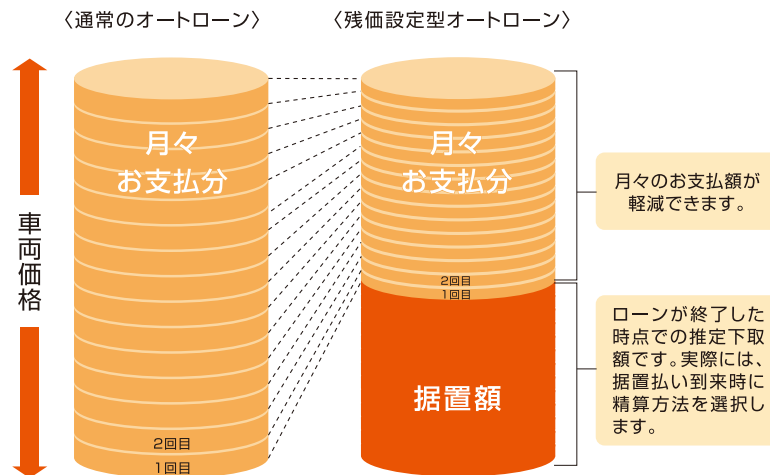 〈通常のオートローン〉
〈残価設定型オートローン〉
車両価格
月々
お支払分
2回目
1回目
月々
お支払分
2回目
1回目
据置額
月々のお支払額が
軽減できます。
ローンが終了した
時点での推定下取
額です。実際には、
据置払い到来時に
精算方法を選択し
ます。